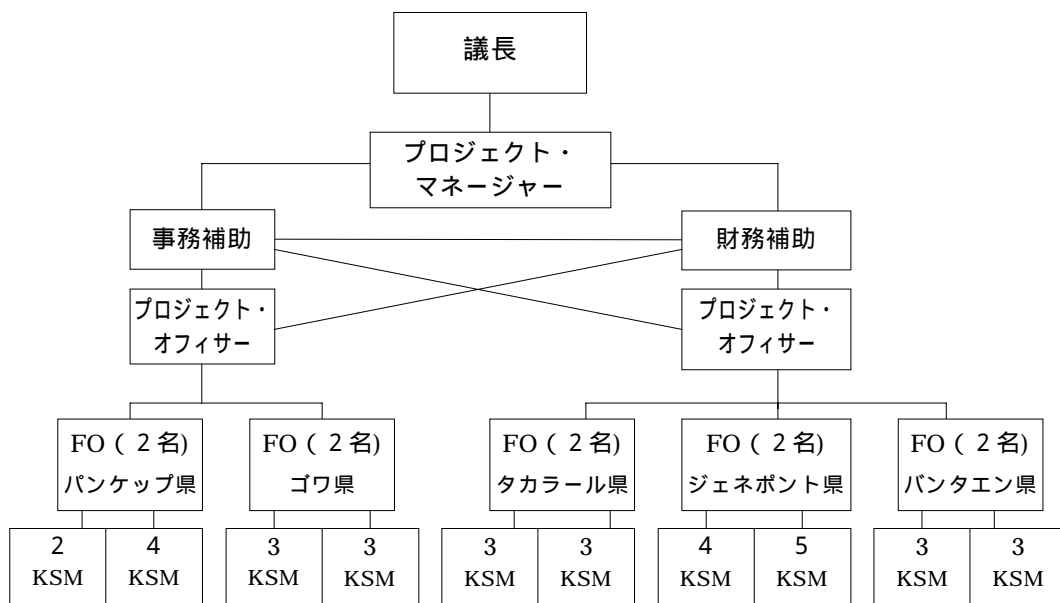 議長
プロジェクト・
マネージャー
事務補助
財務補助
プロジェクト・
オフィサー
プロジェクト・
オフィサー
FO(2名)
パンケップ県
FO(2名)
ゴワ県
FO(2名)
タカラール県
FO(2名)
ジェネポント県
FO(2名)
バンタエン県
2
KSM
4
KSM
3
KSM
3
KSM
3
KSM
3
KSM
4
KSM
5
KSM
3
KSM
3
KSM